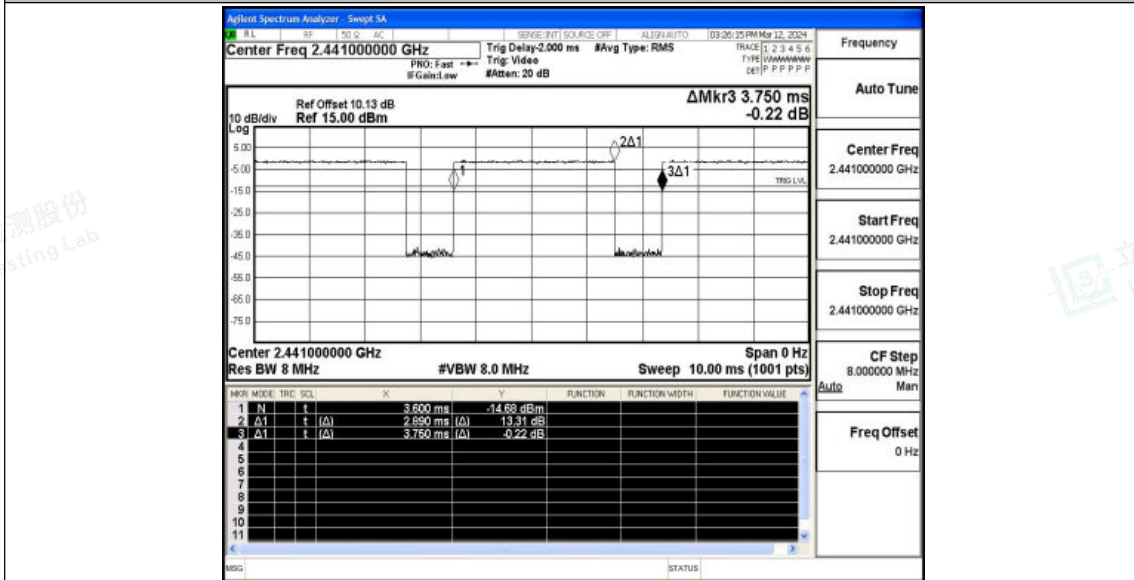 Agilent Spectrum Analyzer - Swept SA
RL RF 50 Ω AC SENSE:INT SOURCE OFF ALIGN AUTO 03:26:15 PM Mar 12, 2024
Center Freq 2.441000000 GHz
PNO: Fast
IFGain:Low
Trig Delay-2.000 ms
Trig: Video
#Atten: 20 dB
#Avg Type: RMS
TRACE 1 2 3 4 5 6
TYPE
DET P P P P P P
ΔMkr3 3.750 ms
-0.22 dB
Ref Offset 10.13 dB
10 dB/div Ref 15.00 dBm
Log
5.00
-5.00
-15.0
-25.0
-35.0
-45.0
-55.0
-65.0
-75.0
1
2Δ1
3Δ1
TRIG LVL
Center 2.441000000 GHz Span 0 Hz
Res BW 8 MHz #VBW 8.0 MHz Sweep 10.00 ms (1001 pts)
MKR MODE TRC SCL X Y FUNCTION FUNCTION WIDTH FUNCTION VALUE
1 N t 3.600 ms -14.68 dBm
2 Δ1 t (Δ) 2.890 ms (Δ) 13.31 dB
3 Δ1 t (Δ) 3.750 ms (Δ) -0.22 dB
4
5
6
7
8
9
10
11
MSG STATUS
Frequency
Auto Tune
Center Freq
2.441000000 GHz
Start Freq
2.441000000 GHz
Stop Freq
2.441000000 GHz
CF Step
8.000000 MHz
Auto Man
Freq Offset
0 Hz
测股份
sting Lab
立
LCS